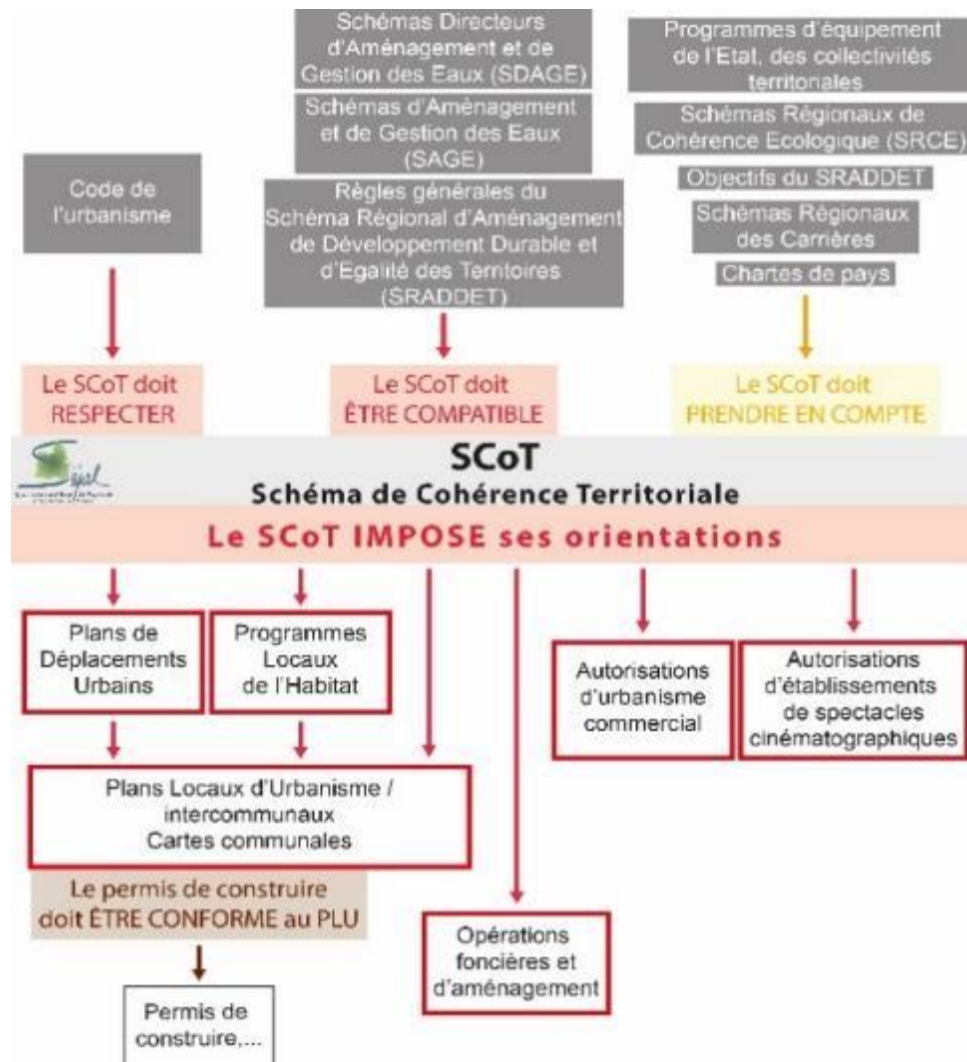 Code de
l'urbanisme
Schémas Directeurs
d'Aménagement et de
Gestion des Eaux (SDAGE)
Schémas d'Aménagement
et de Gestion des Eaux
(SAGE)
Règles générales du
Schéma Régional d'Aménagement
de Développement Durable et
d'Egalité des Territoires
(SRADDET)
Programmes d'équipement
de l'Etat, des collectivités
territoriales
Schémas Régionaux de
Cohérence Ecologique (SRCE)
Objectifs du SRADDET
Schémas Régionaux
des Carrières
Chartes de pays
Le SCoT doit
RESPECTER
Le SCoT doit
ÊTRE COMPATIBLE
Le SCoT doit
PRENDRE EN COMPTE
SCoT
Schéma de Cohérence Territoriale
Le SCoT IMPOSE ses orientations
Plans de
Déplacements
Urbains
Programmes
Locaux
de l'Habitat
Autorisations
d'urbanisme
commercial
Autorisations
d'établissements
de spectacles
cinématographiques
Plans Locaux d'Urbanisme /
intercommunaux
Cartes communales
Le permis de construire
doit ÊTRE CONFORME au PLU
Opérations
foncières et
d'aménagement
Permis de
construire,...